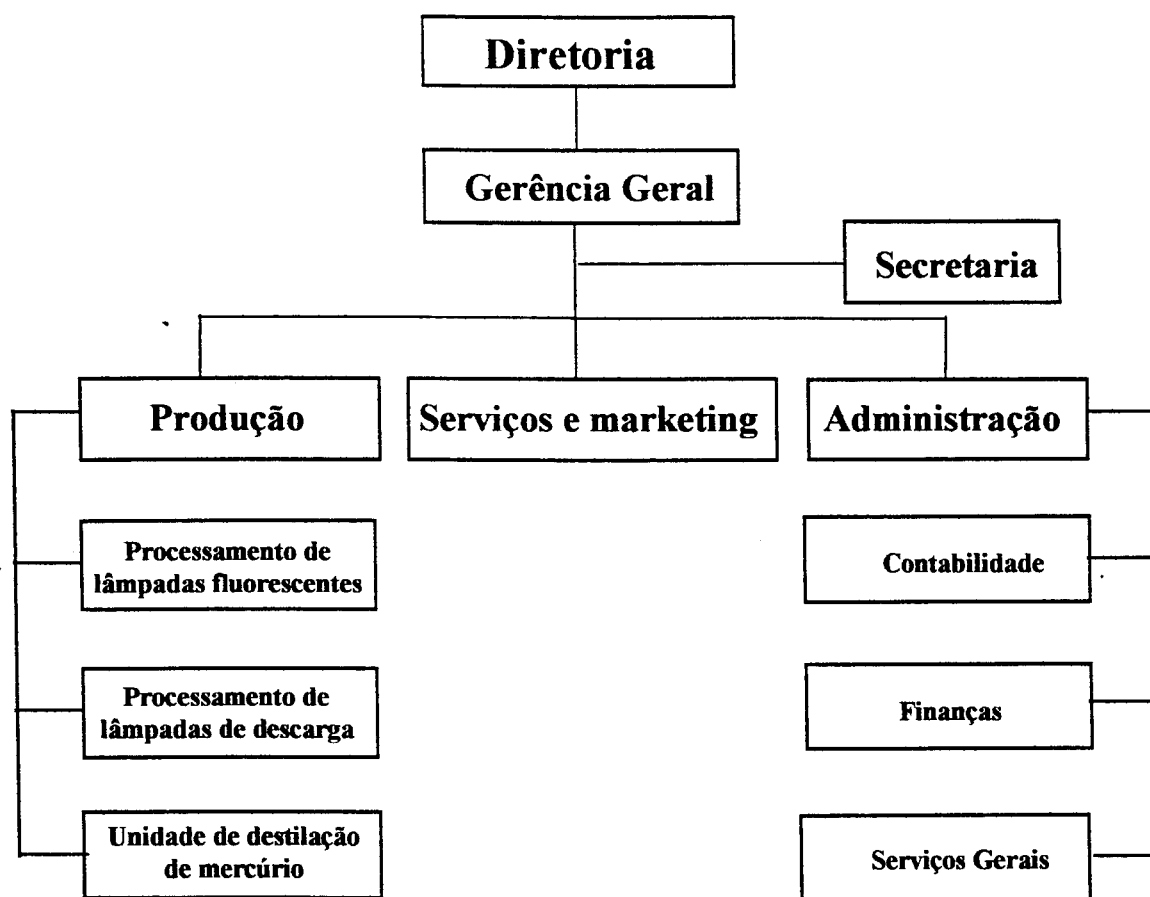 Diretoria
Gerência Geral
Secretaria
Produção
Serviços e marketing
Administração
Processamento de
lâmpadas fluorescentes
Contabilidade
Processamento de
lâmpadas de descarga
Finanças
Unidade de destilação
de mercúrio
Serviços Gerais